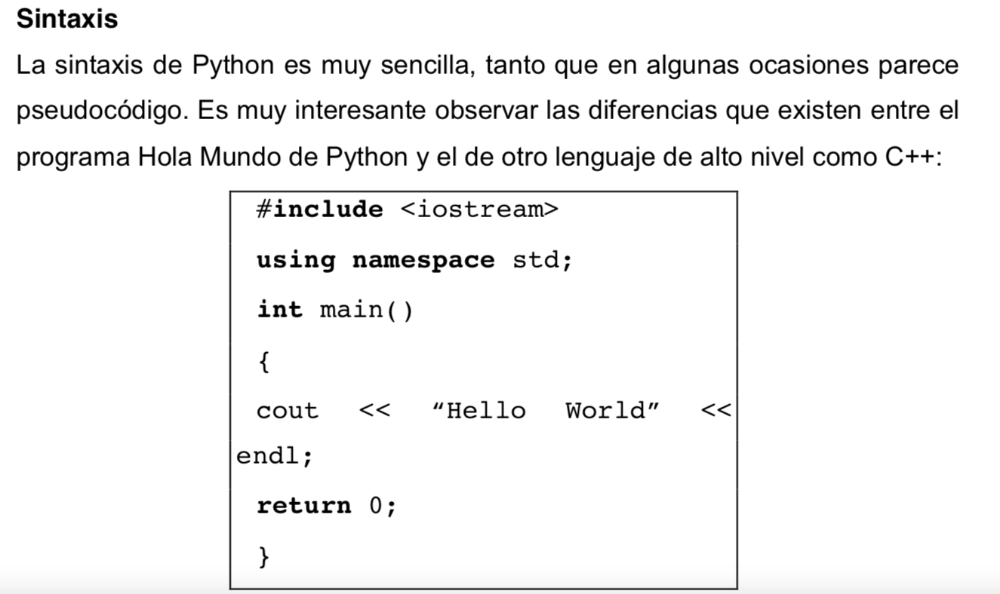 Sintaxis
La sintaxis de Python es muy sencilla, tanto que en algunas ocasiones parece
pseudocódigo. Es muy interesante observar las diferencias que existen entre el
programa Hola Mundo de Python y el de otro lenguaje de alto nivel como C++:
#include <iostream>
using namespace std;
int main()
{
cout << “Hello World” <<
endl;
return 0;
}